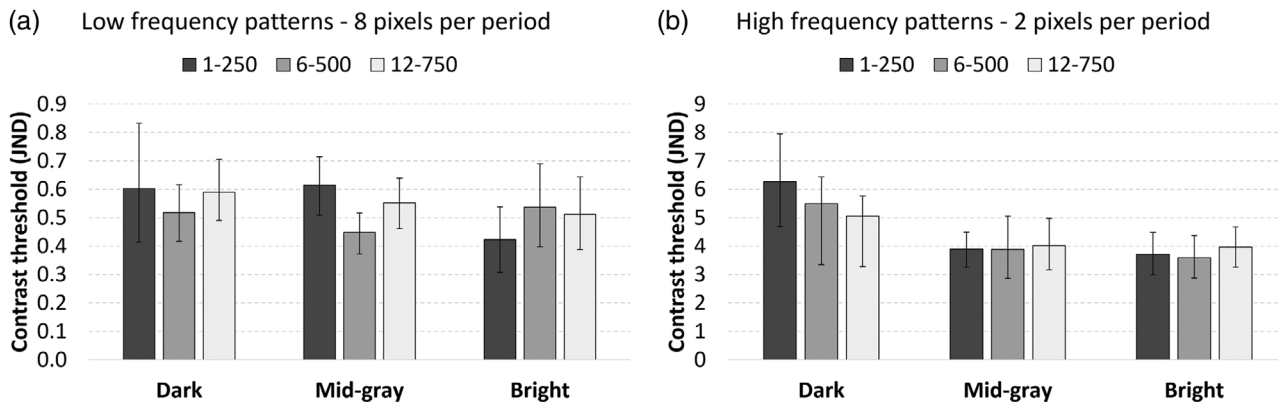 (a) Low frequency patterns - 8 pixels per period
1-250 6-500 12-750
Contrast threshold (JND)
0.9
0.8
0.7
0.6
0.5
0.4
0.3
0.2
0.1
0.0
Dark Mid-gray Bright
(b) High frequency patterns - 2 pixels per period
1-250 6-500 12-750
Contrast threshold (JND)
9
8
7
6
5
4
3
2
1
0
Dark Mid-gray Bright